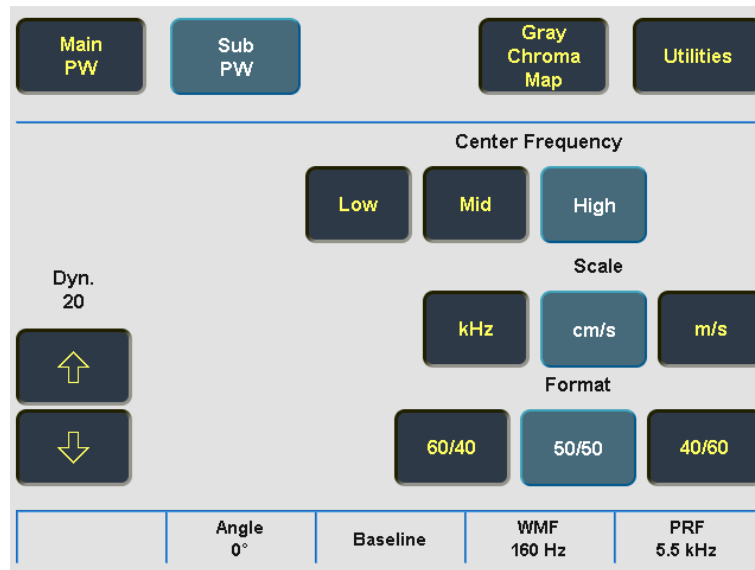 Main
PW
Sub
PW
Gray
Chroma
Map
Utilities
Center Frequency
Low
Mid
High
Scale
Dyn.
20
kHz
cm/s
m/s
Format
60/40
50/50
40/60
Angle
0°
Baseline
WMF
160 Hz
PRF
5.5 kHz